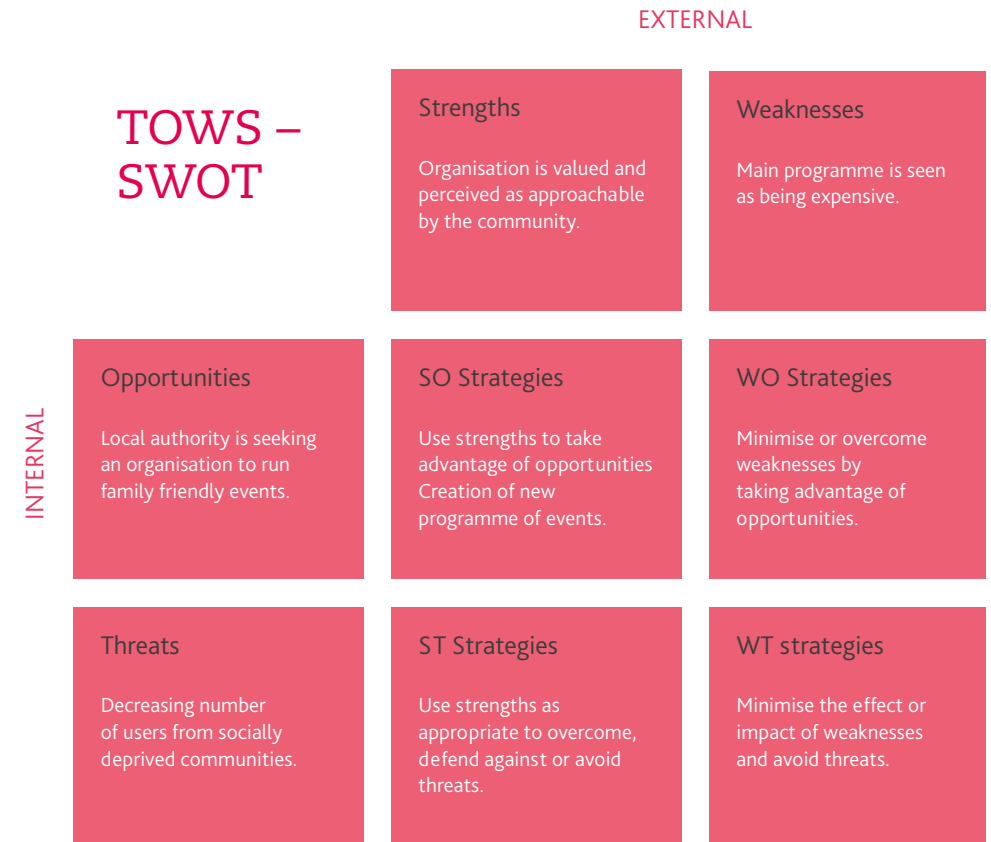 EXTERNAL
TOWS –
SWOT
Strengths
Organisation is valued and
perceived as approachable
by the community.
Weaknesses
Main programme is seen
as being expensive.
INTERNAL
Opportunities
Local authority is seeking
an organisation to run
family friendly events.
SO Strategies
Use strengths to take
advantage of opportunities
Creation of new
programme of events.
WO Strategies
Minimise or overcome
weaknesses by
taking advantage of
opportunities.
Threats
Decreasing number
of users from socially
deprived communities.
ST Strategies
Use strengths as
appropriate to overcome,
defend against or avoid
threats.
WT strategies
Minimise the effect or
impact of weaknesses
and avoid threats.